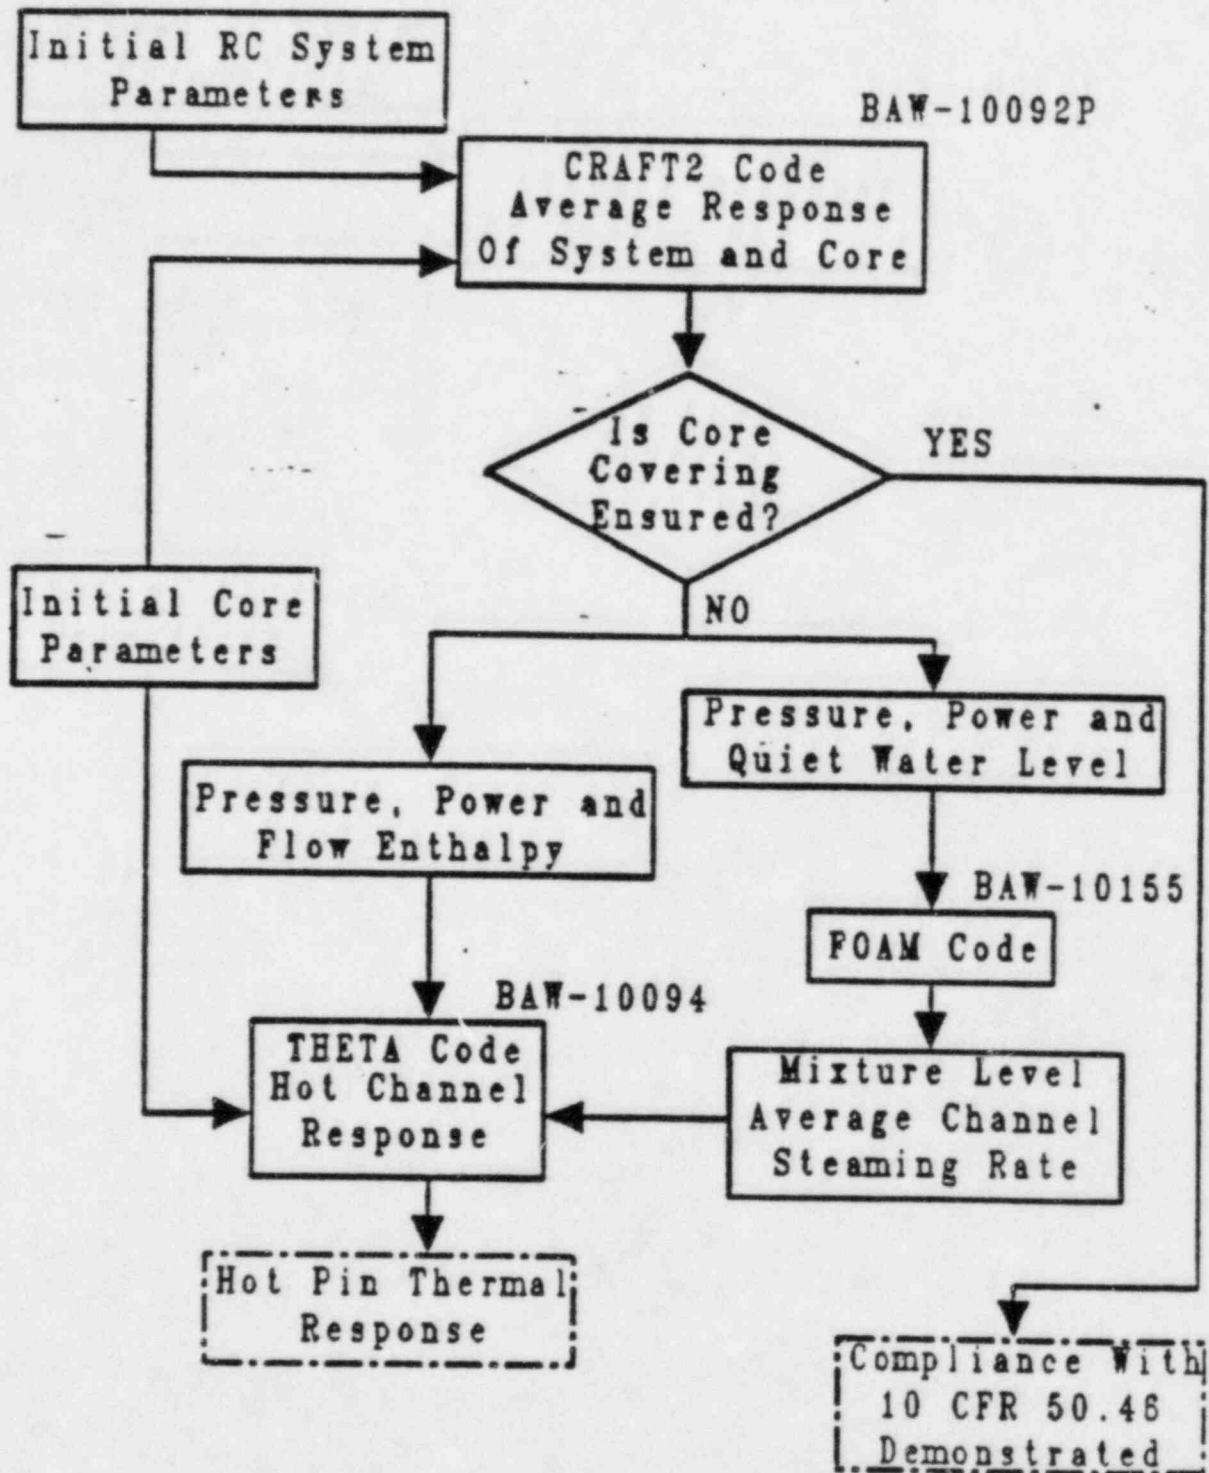 Initial RC System
Parameters
BAW-10092P
CRAFT2 Code
Average Response
Of System and Core
Is Core
Covering
Ensured?
YES
NO
Initial Core
Parameters
Pressure, Power and
Quiet Water Level
Pressure, Power and
Flow Enthalpy
BAW-10155
FOAM Code
BAW-10094
THETA Code
Hot Channel
Response
Mixture Level
Average Channel
Steaming Rate
Hot Pin Thermal
Response
Compliance With
10 CFR 50.46
Demonstrated